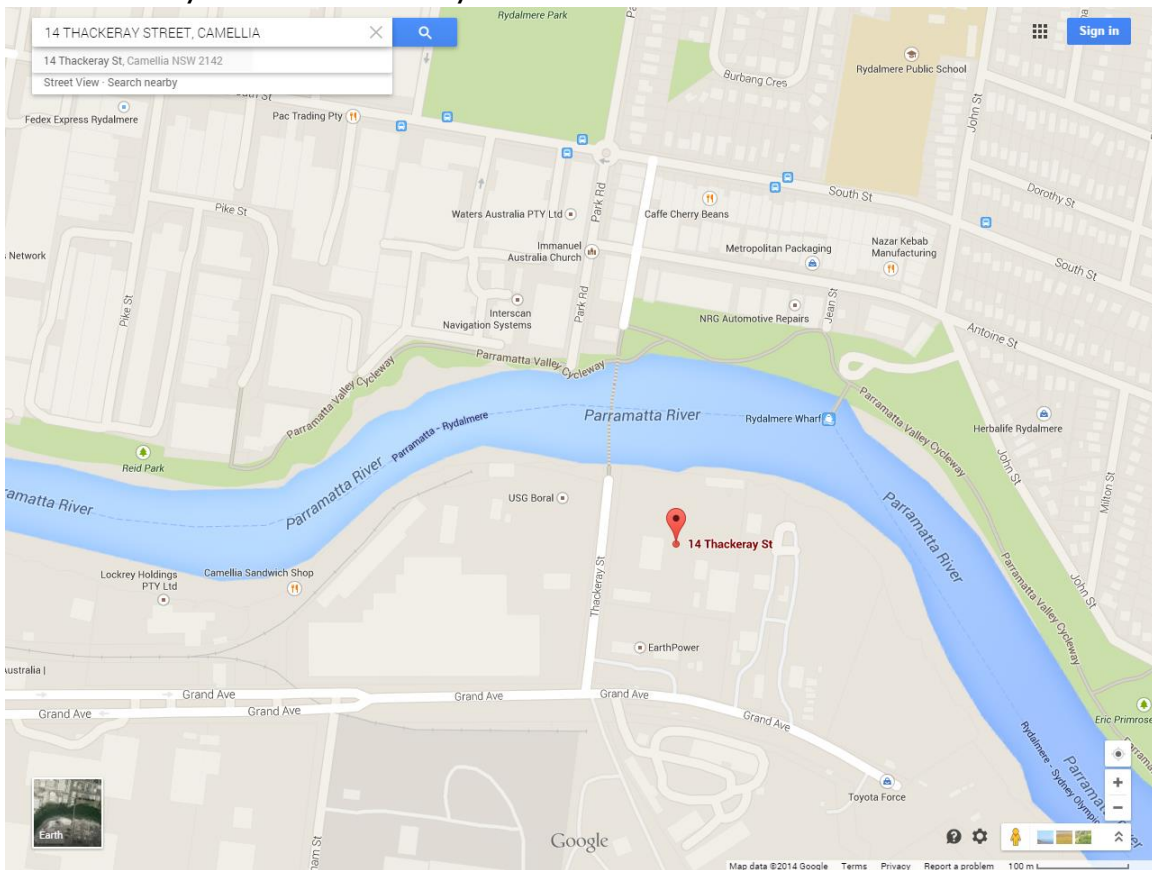 Rydalmere Park
14 THACKERAY STREET, CAMELLIA
14 Thackeray St, Camellia NSW 2142
Street View · Search nearby
Sign in
Rydalmere Public School
Burbang Cres
John St
Fedex Express Rydalmere
Pac Trading Pty
South St
Dorothy St
Pike St
Waters Australia PTY Ltd
Park Rd
Caffe Cherry Beans
Immanuel
Australia Church
Metropolitan Packaging
Nazar Kebab
Manufacturing
South St
Network
Pike St
Interscan
Navigation Systems
Park Rd
NRG Automotive Repairs
Jean St
Antoine St
Parramatta Valley Cycleway
Parramatta Valley Cycleway
Parramatta - Rydalmere
Parramatta River
Rydalmere Wharf
Parramatta Valley Cycleway
Herbalife Rydalmere
Reid Park
John St
Milton St
amatta River
Parramatta River
USG Boral
Parramatta River
14 Thackeray St
Lockrey Holdings
PTY Ltd
Camellia Sandwich Shop
Thackeray St
John St
Parramatta Valley Cycleway
EarthPower
ustralia |
Grand Ave
Grand Ave
Grand Ave
Grand Ave
Grand Ave
Grand Ave
Eric Primrose
Rydalmere - Sydney Olympic
Parramatta River
Toyota Force
Earth
Google
Map data ©2014 Google Terms Privacy Report a problem 100 m